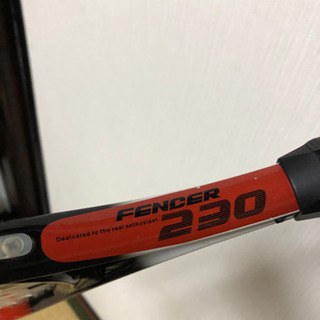 FENCER
Dedicated to the real enthusiast.
230